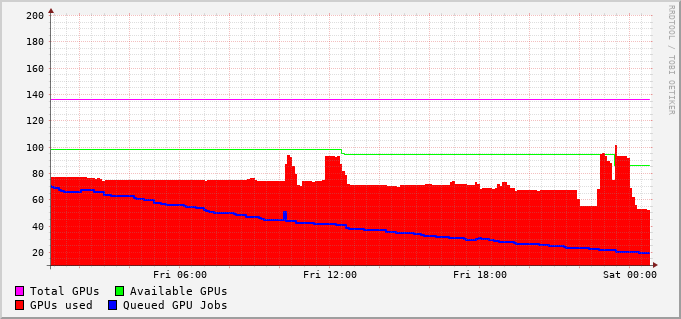 200
180
160
140
120
100
80
60
40
20
Fri 06:00 Fri 12:00 Fri 18:00 Sat 00:00
Total GPUs Available GPUs
GPUs used Queued GPU Jobs
RRDTOOL / TOBI OETIKER